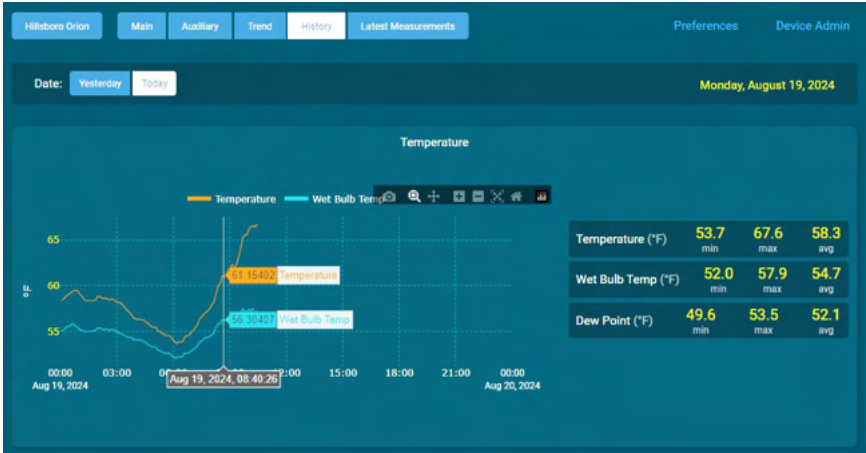 Hillsboro Orion Main Auxiliary Trend History Latest Measurements Preferences Device Admin
Date: Yesterday Today Monday, August 19, 2024
Temperature
Temperature Wet Bulb Temp
65
60
55
°F
61.15402 Temperature
56.30407 Wet Bulb Temp
00:00 03:00 15:00 18:00 21:00 00:00
Aug 19, 2024 Aug 20, 2024
Aug 19, 2024, 08:40:26
Temperature (°F) 53.7 67.6 58.3
min max avg
Wet Bulb Temp (°F) 52.0 57.9 54.7
min max avg
Dew Point (°F) 49.6 53.5 52.1
min max avg